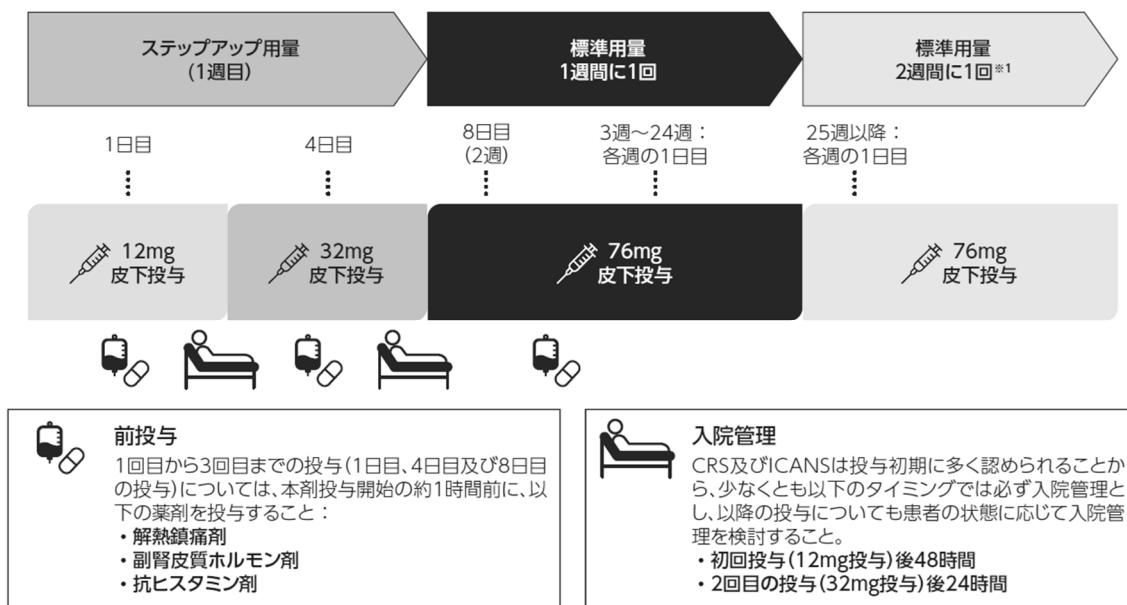 ステップアップ用量
(1週目)
標準用量
1週間に1回
標準用量
2週間に1回※1
1日目
4日目
8日目
(2週)
3週～24週：
各週の1日目
25週以降：
各週の1日目
12mg
皮下投与
32mg
皮下投与
76mg
皮下投与
76mg
皮下投与
前投与
1回目から3回目までの投与(1日目、4日目及び8日目
の投与)については、本剤投与開始の約1時間前に、以
下の薬剤を投与すること：
・解熱鎮痛剤
・副腎皮質ホルモン剤
・抗ヒスタミン剤
入院管理
CRS及びICANSは投与初期に多く認められることか
ら、少なくとも以下のタイミングでは必ず入院管理と
し、以降の投与についても患者の状態に応じて入院管
理を検討すること。
・初回投与(12mg投与)後48時間
・2回目の投与(32mg投与)後24時間